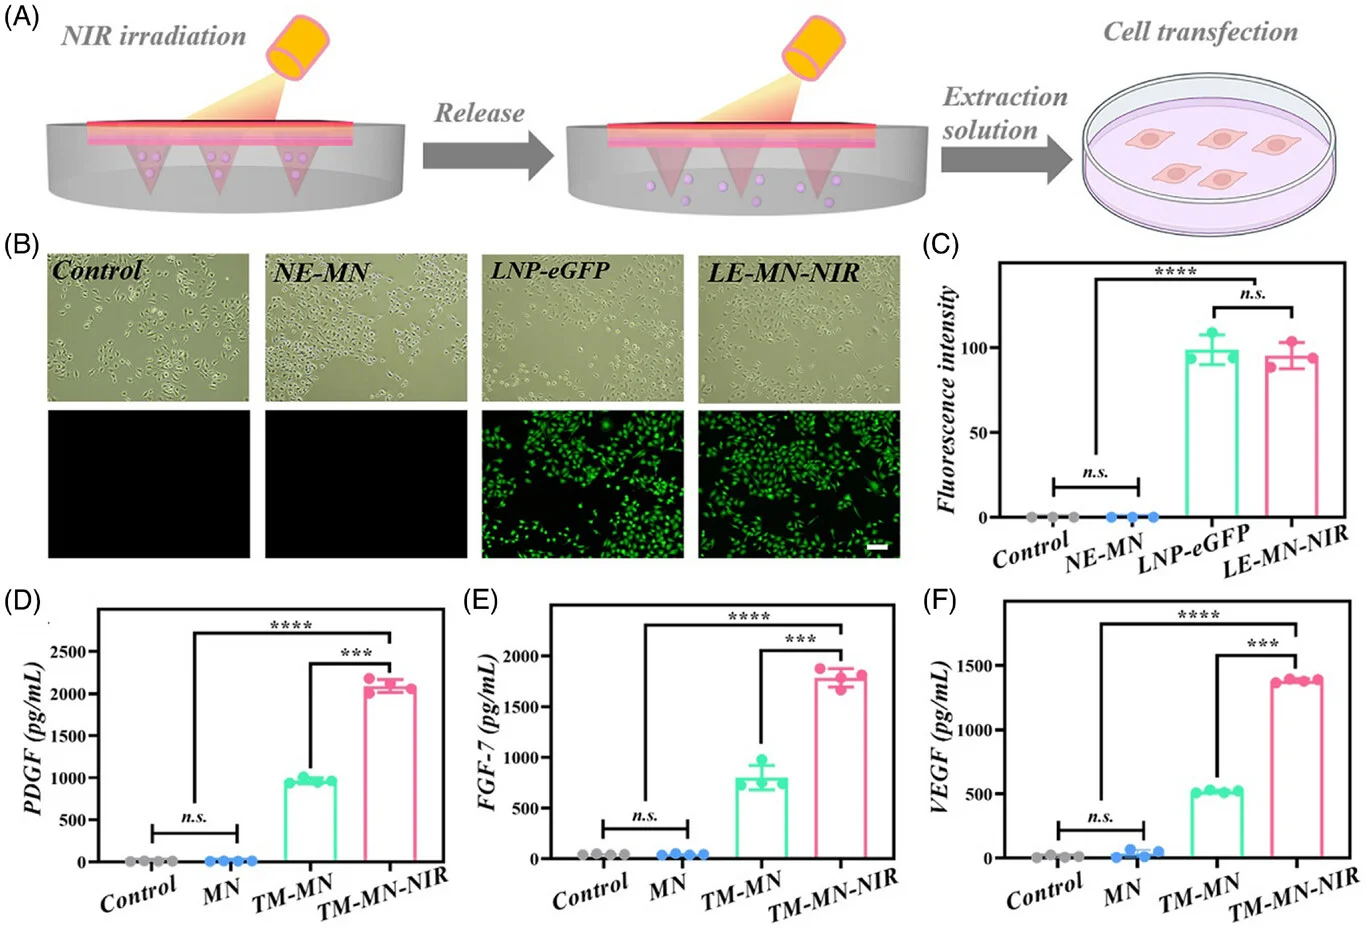 (A)
NIR irradiation
Release
Extraction
solution
Cell transfection
(B)
Control
NE-MN
LNP-eGFP
LE-MN-NIR
(C)
Fluorescence intensity
100
50
0
****
n.s.
n.s.
Control
NE-MN
LNP-eGFP
LE-MN-NIR
(D)
PDGF (pg/mL)
2500
2000
1500
1000
500
0
****
***
n.s.
Control
MN
TM-MN
TM-MN-NIR
(E)
FGF-7 (pg/mL)
2000
1500
1000
500
0
****
***
n.s.
Control
MN
TM-MN
TM-MN-NIR
(F)
VEGF (pg/mL)
1500
1000
500
0
****
***
n.s.
Control
MN
TM-MN
TM-MN-NIR